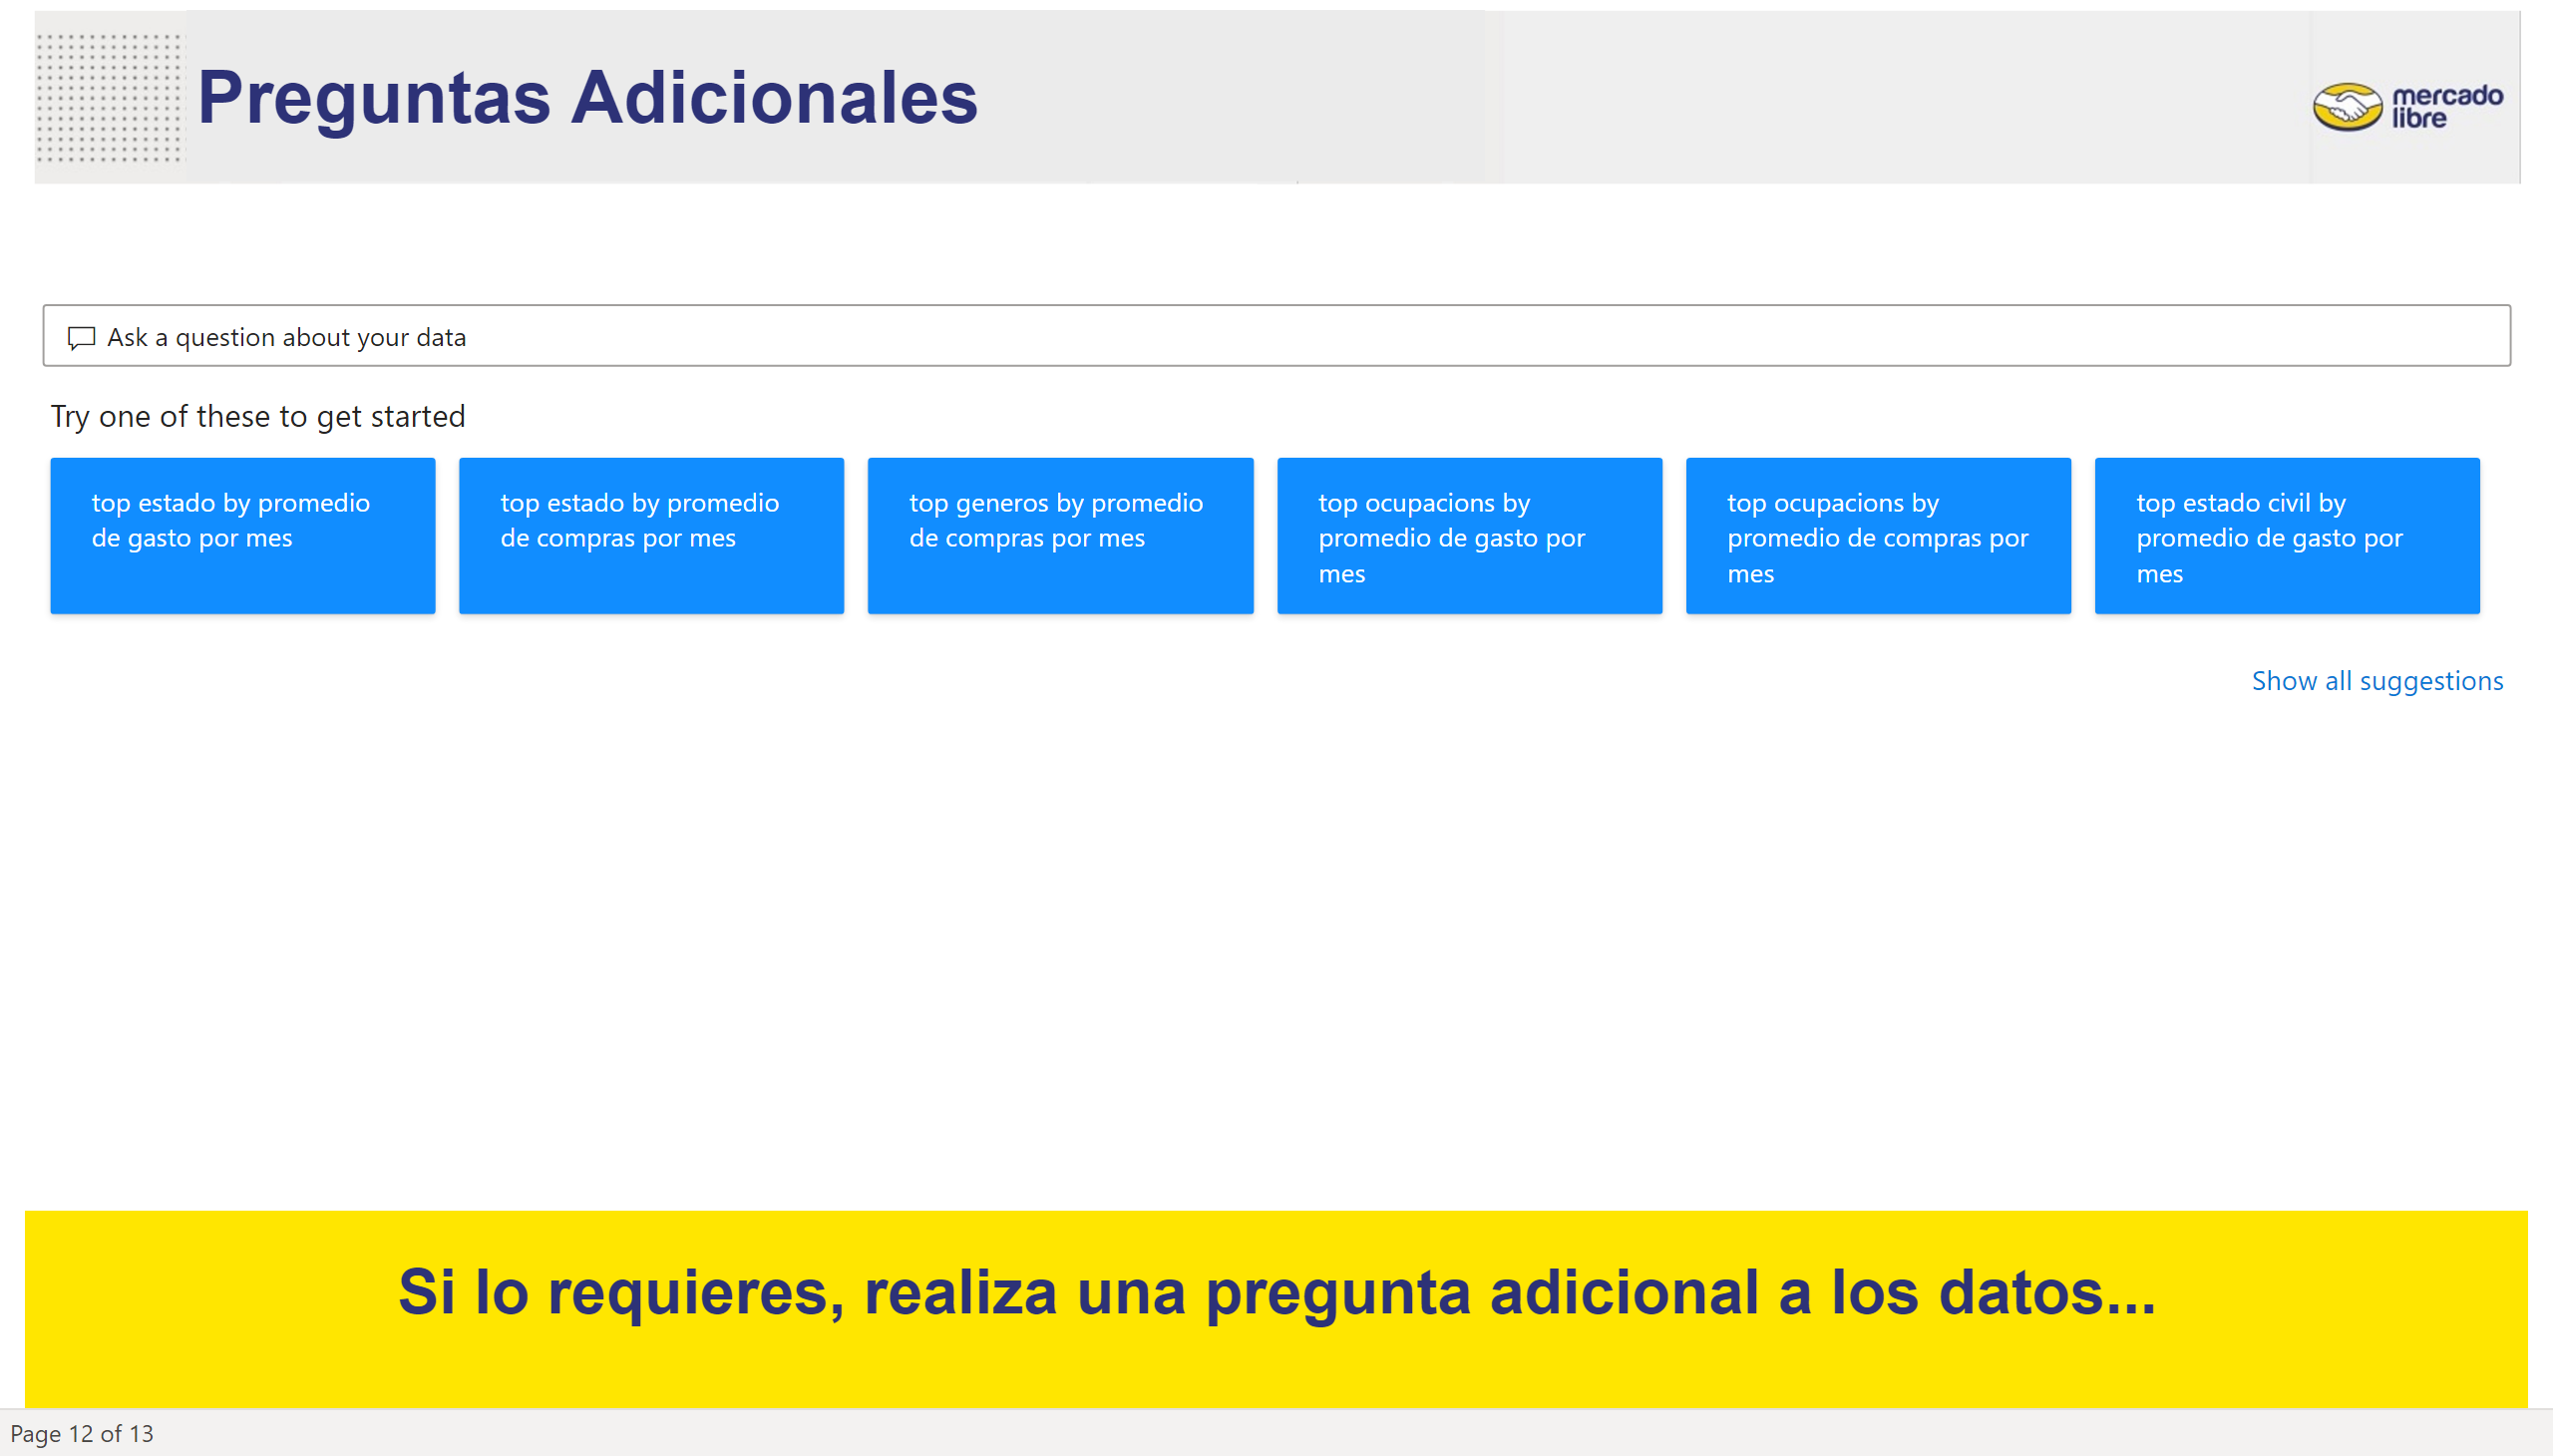 Preguntas Adicionales
mercado
libre
Ask a question about your data
Try one of these to get started
top estado by promedio
de gasto por mes
top estado by promedio
de compras por mes
top generos by promedio
de compras por mes
top ocupacions by
promedio de gasto por
mes
top ocupacions by
promedio de compras por
mes
top estado civil by
promedio de gasto por
mes
Show all suggestions
Si lo requieres, realiza una pregunta adicional a los datos...
Page 12 of 13